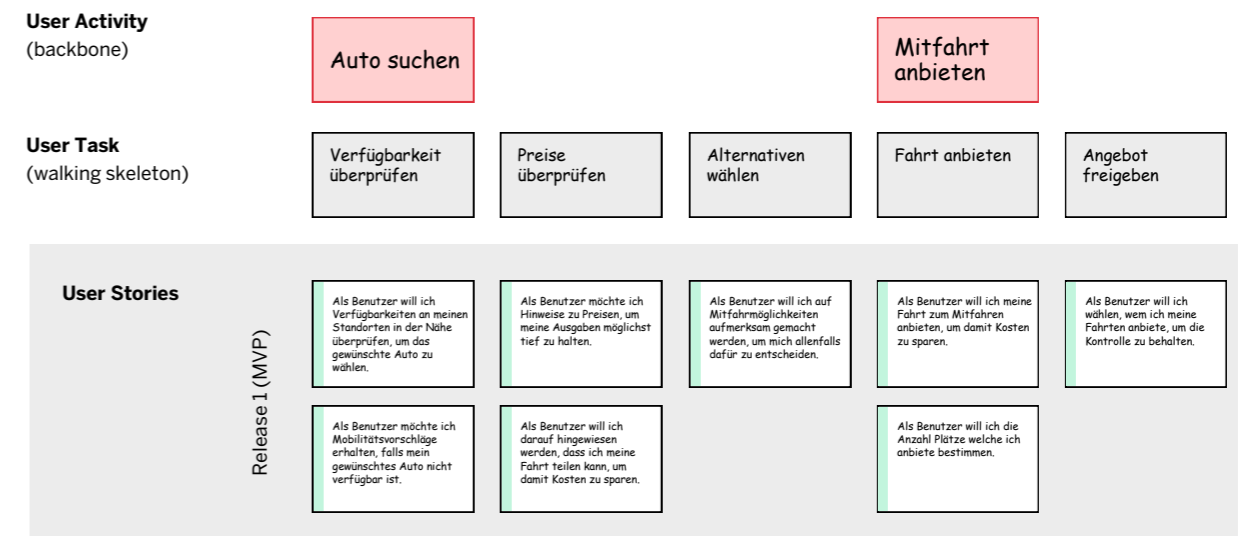 User Activity
(backbone)
Auto suchen
Mitfahrt
anbieten
User Task
(walking skeleton)
Verfügbarkeit
überprüfen
Preise
überprüfen
Alternativen
wählen
Fahrt anbieten
Angebot
freigeben
User Stories
Release 1 (MVP)
Als Benutzer will ich
Verfügbarkeiten an meinen
Standorten in der Nähe
überprüfen, um das
gewünschte Auto zu
wählen.
Als Benutzer möchte ich
Hinweise zu Preisen, um
meine Ausgaben möglichst
tief zu halten.
Als Benutzer will ich auf
Mitfahrmöglichkeiten
aufmerksam gemacht
werden, um mich allenfalls
dafür zu entscheiden.
Als Benutzer will ich meine
Fahrt zum Mitfahren
anbieten, um damit Kosten
zu sparen.
Als Benutzer will ich
wählen, wem ich meine
Fahrten anbiete, um die
Kontrolle zu behalten.
Als Benutzer möchte ich
Mobilitätsvorschläge
erhalten, falls mein
gewünschtes Auto nicht
verfügbar ist.
Als Benutzer will ich
darauf hingewiesen
werden, dass ich meine
Fahrt teilen kann, um
damit Kosten zu sparen.
Als Benutzer will ich die
Anzahl Plätze welche ich
anbiete bestimmen.